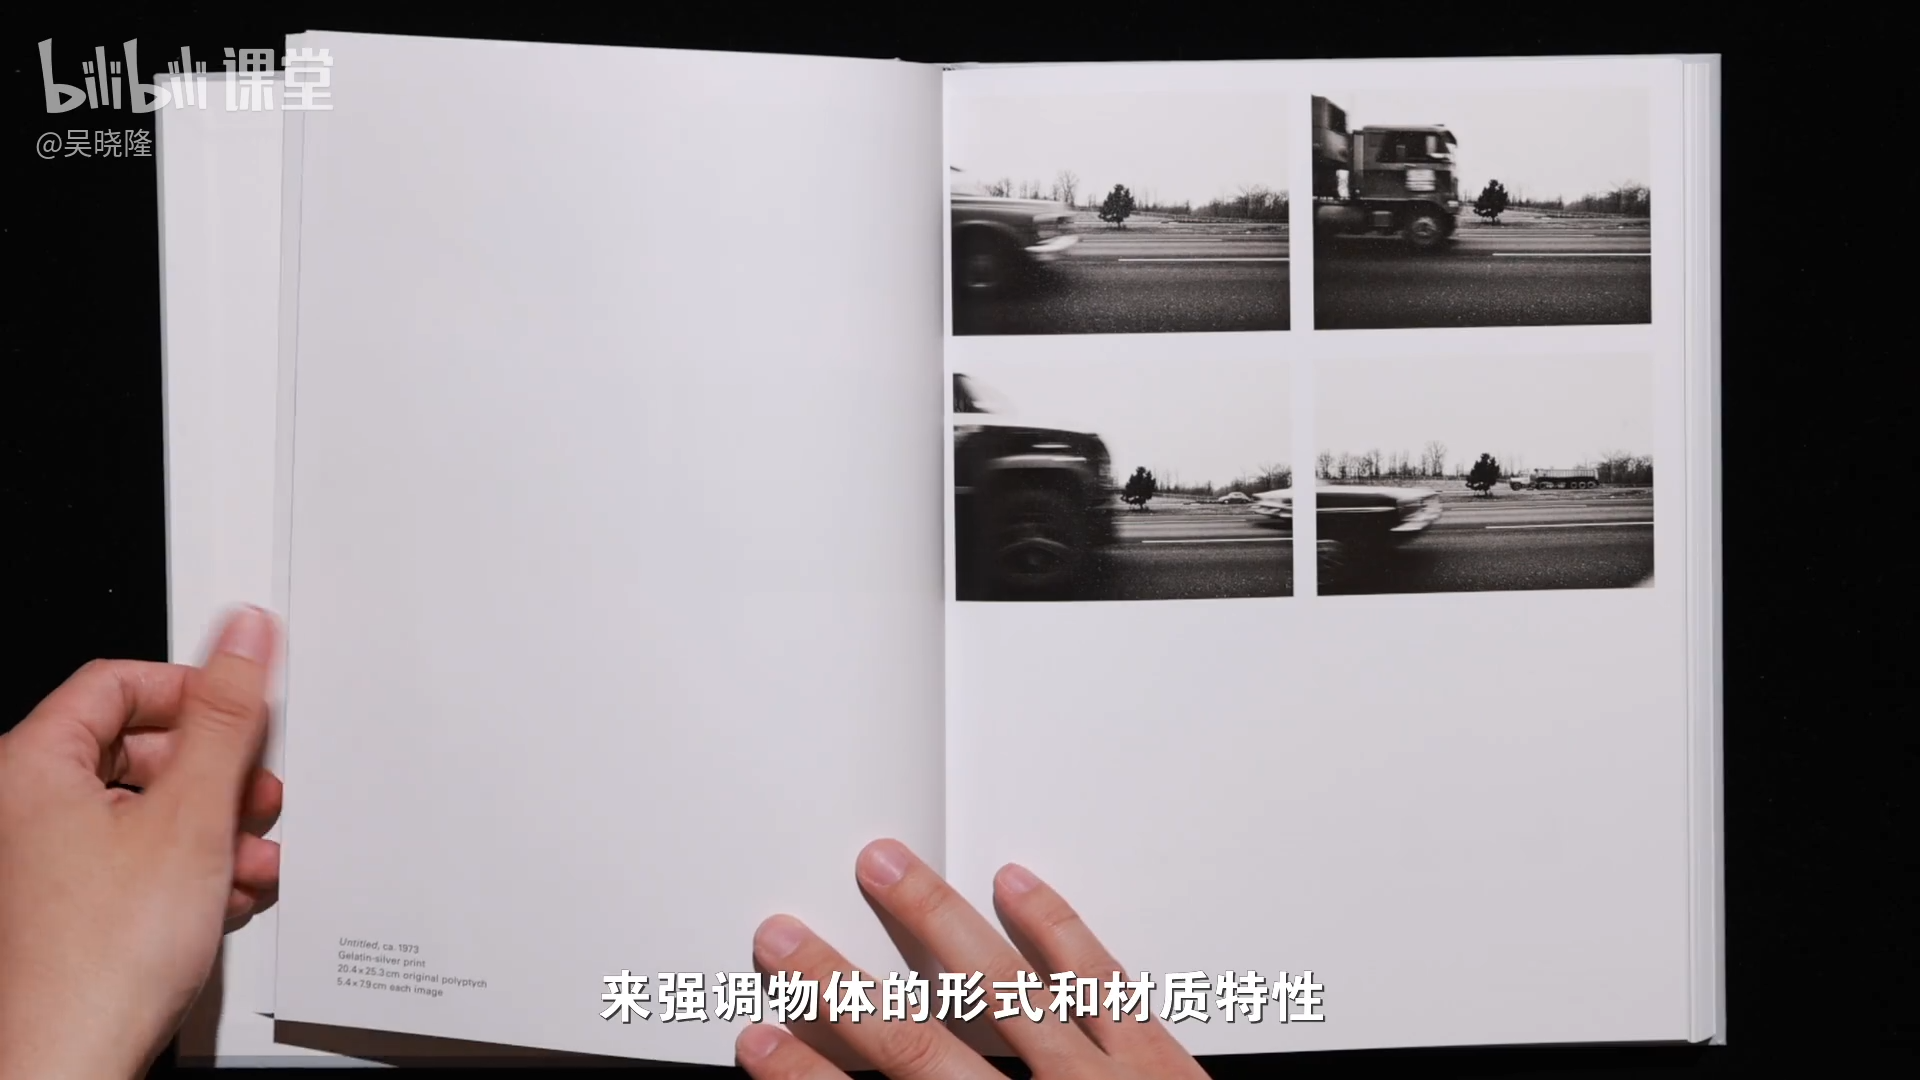 bilibili 课堂
@吴晓隆
Untitled, ca. 1973
Gelatin-silver print
20.4 x 25.3 cm original polyptych
5.4 x 7.9 cm each image
来强调物体的形式和材质特性